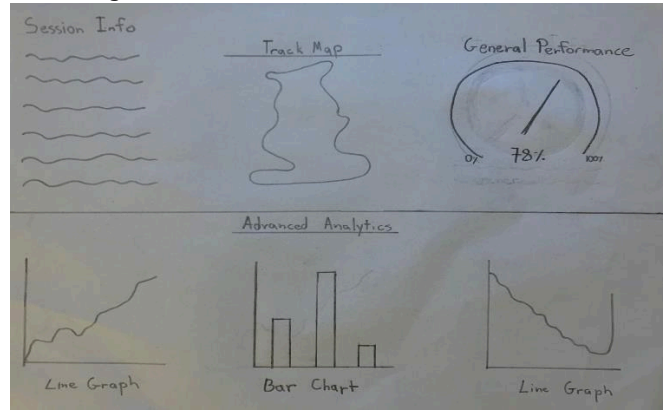 Session Info
Track Map
General Performance
0%
78%
100%
Advanced Analytics
Line Graph
Bar Chart
Line Graph